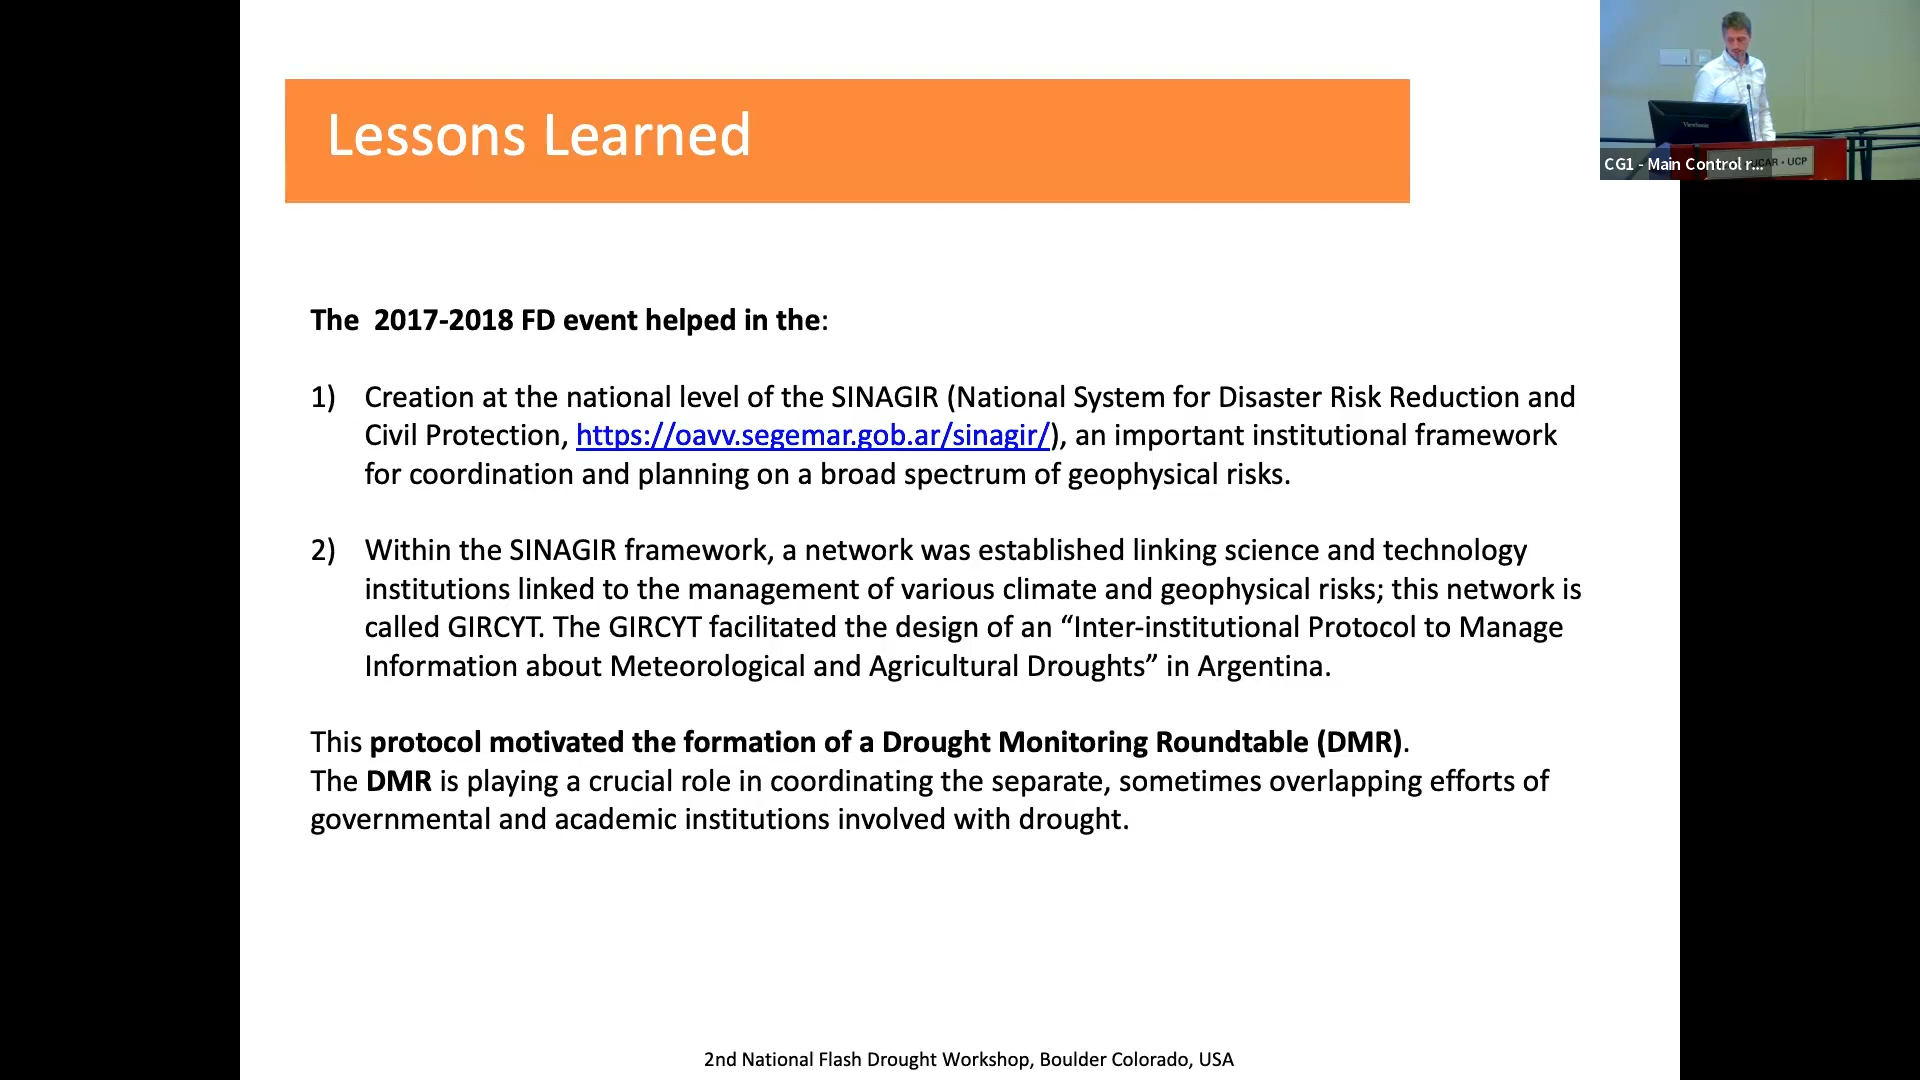 Lessons Learned
CG1 - Main Control r...
UCAR • UCP
ViewSonic
The 2017-2018 FD event helped in the:
1) Creation at the national level of the SINAGIR (National System for Disaster Risk Reduction and
Civil Protection, https://oavv.segemar.gob.ar/sinagir/), an important institutional framework
for coordination and planning on a broad spectrum of geophysical risks.
2) Within the SINAGIR framework, a network was established linking science and technology
institutions linked to the management of various climate and geophysical risks; this network is
called GIRCYT. The GIRCYT facilitated the design of an “Inter-institutional Protocol to Manage
Information about Meteorological and Agricultural Droughts” in Argentina.
This protocol motivated the formation of a Drought Monitoring Roundtable (DMR).
The DMR is playing a crucial role in coordinating the separate, sometimes overlapping efforts of
governmental and academic institutions involved with drought.
2nd National Flash Drought Workshop, Boulder Colorado, USA